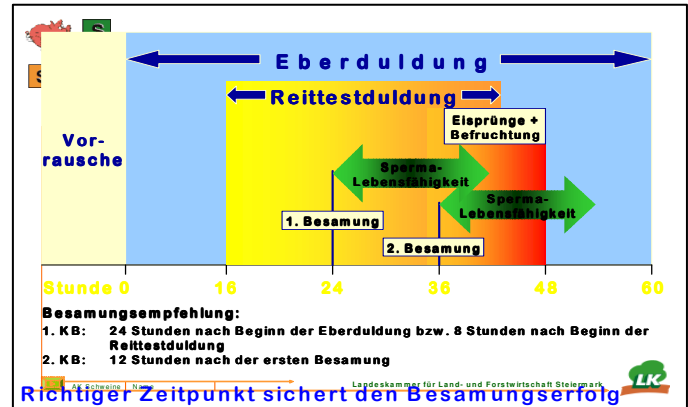 S
S
Eberduldung
Reittestduldung
Vor-
rausche
Eisprünge +
Befruchtung
Sperma-
Lebensfähigkeit
Sperma-
Lebensfähigkeit
1. Besamung
2. Besamung
Stunde 0 16 24 36 48 60
Besamungsempfehlung:
1. KB: 24 Stunden nach Beginn der Eberduldung bzw. 8 Stunden nach Beginn der
Reittestduldung
2. KB: 12 Stunden nach der ersten Besamung
AK Schweine Name Landeskammer für Land- und Forstwirtschaft Steiermark
LK
Richtiger Zeitpunkt sichert den Besamungserfolg